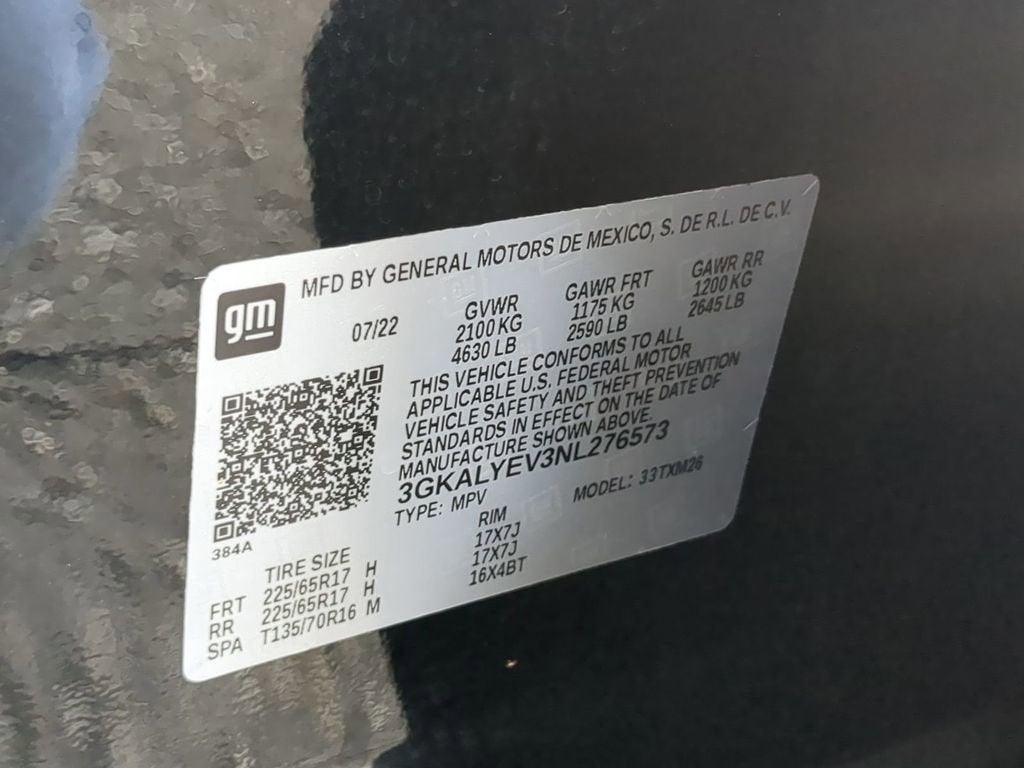 gm
MFD BY GENERAL MOTORS DE MEXICO, S. DE R.L. DE C.V.
07/22
GVWR GAWR FRT GAWR RR
2100 KG 1175 KG 1200 KG
4630 LB 2590 LB 2645 LB
THIS VEHICLE CONFORMS TO ALL
APPLICABLE U.S. FEDERAL MOTOR
VEHICLE SAFETY AND THEFT PREVENTION
STANDARDS IN EFFECT ON THE DATE OF
MANUFACTURE SHOWN ABOVE.
3GKALYEV3NL276573
TYPE: MPV MODEL: 33TXM26
384A
TIRE SIZE RIM
FRT 225/65R17 H 17X7J
RR 225/65R17 H 17X7J
SPA T135/70R16 M 16X4BT